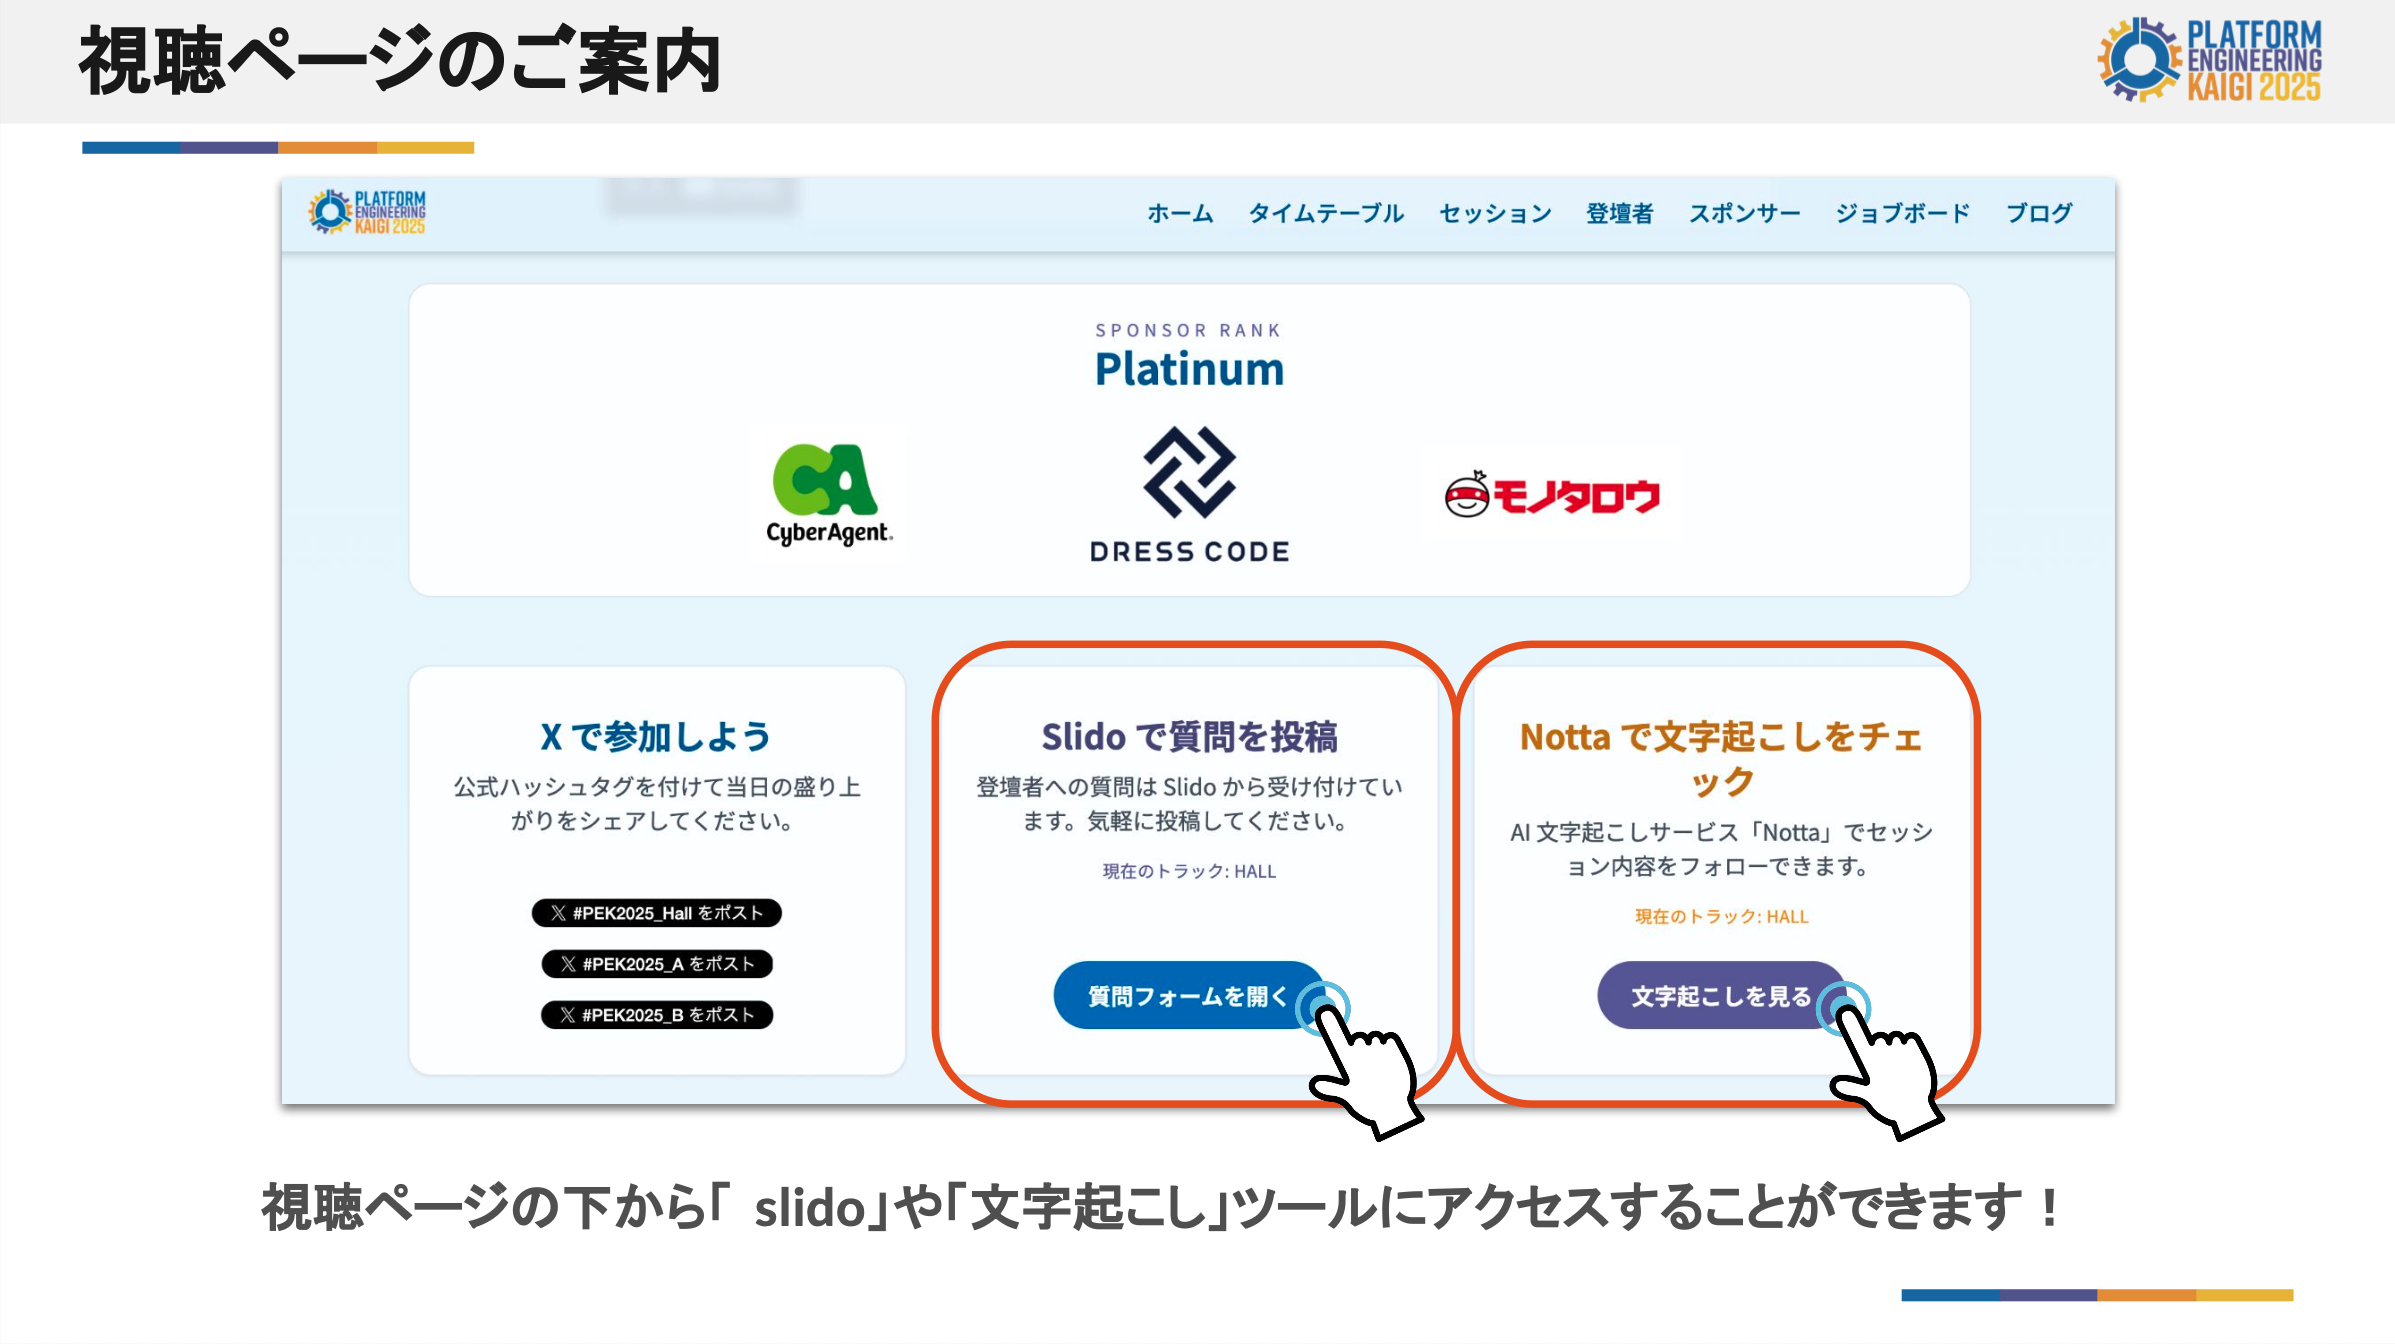 視聴ページのご案内
PLATFORM
ENGINEERING
KAIGI 2025
PLATFORM
ENGINEERING
KAIGI 2025
ホーム タイムテーブル セッション 登壇者 スポンサー ジョブボード ブログ
SPONSOR RANK
Platinum
CA
CyberAgent.
DRESS CODE
モノタロウ
X で参加しよう
公式ハッシュタグを付けて当日の盛り上
がりをシェアしてください。
X #PEK2025_Hall をポスト
X #PEK2025_A をポスト
X #PEK2025_B をポスト
Slido で質問を投稿
登壇者への質問は Slido から受け付けてい
ます。気軽に投稿してください。
現在のトラック: HALL
質問フォームを開く
Notta で文字起こしをチェ
ック
AI 文字起こしサービス「Notta」でセッシ
ョン内容をフォローできます。
現在のトラック: HALL
文字起こしを見る
視聴ページの下から「 slido」や「文字起こし」ツールにアクセスすることができます！